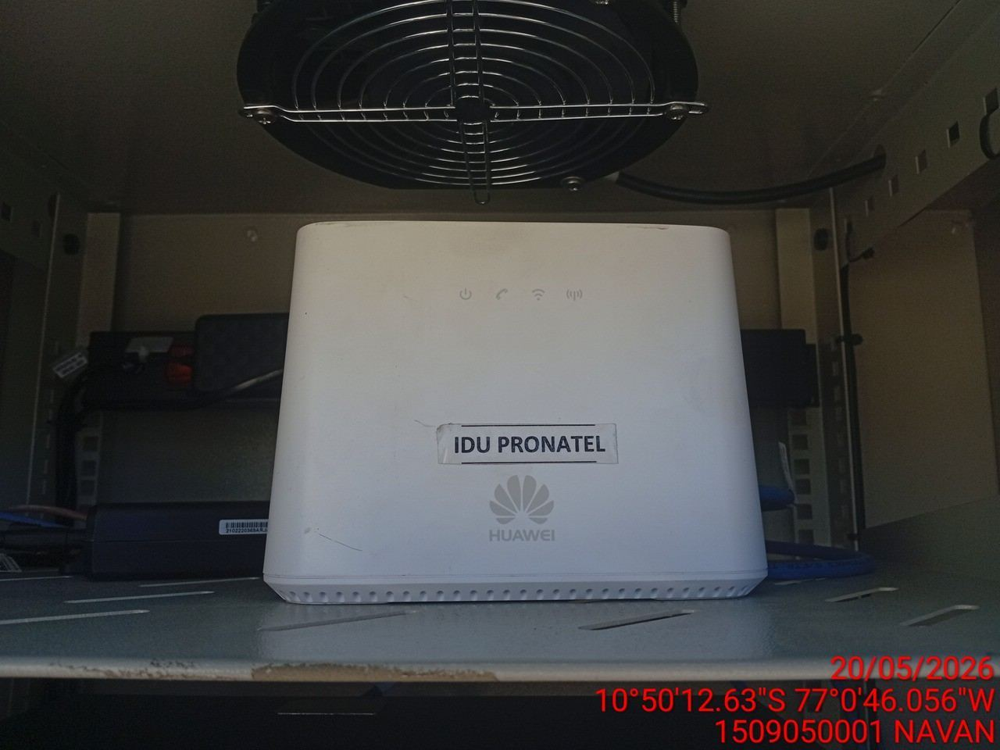 IDU PRONATEL
HUAWEI
20/05/2026
10°50'12.63"S 77°0'46.056"W
1509050001 NAVAN